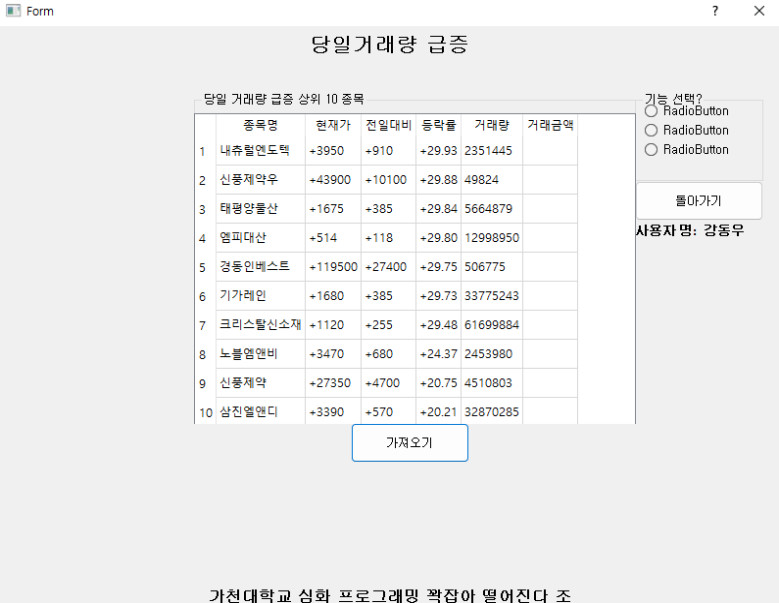 Form ?
당일거래량 급증
당일 거래량 급증 상위 10 종목
기능 선택?
RadioButton
RadioButton
RadioButton
돌아가기
사용자 명: 강동우
종목명 현재가 전일대비 등락률 거래량 거래금액
1 내츄럴엔도텍 +3950 +910 +29.93 2351445
2 신풍제약우 +43900 +10100 +29.88 49824
3 태평양물산 +1675 +385 +29.84 5664879
4 엠피대산 +514 +118 +29.80 12998950
5 경동인베스트 +119500 +27400 +29.75 506775
6 기가레인 +1680 +385 +29.73 33775243
7 크리스탈신소재 +1120 +255 +29.48 61699884
8 노블엠앤비 +3470 +680 +24.37 2453980
9 신풍제약 +27350 +4700 +20.75 4510803
10 삼진엘앤디 +3390 +570 +20.21 32870285
가져오기
가천대학교 심화 프로그래밍 꽉잡아 떨어진다 조